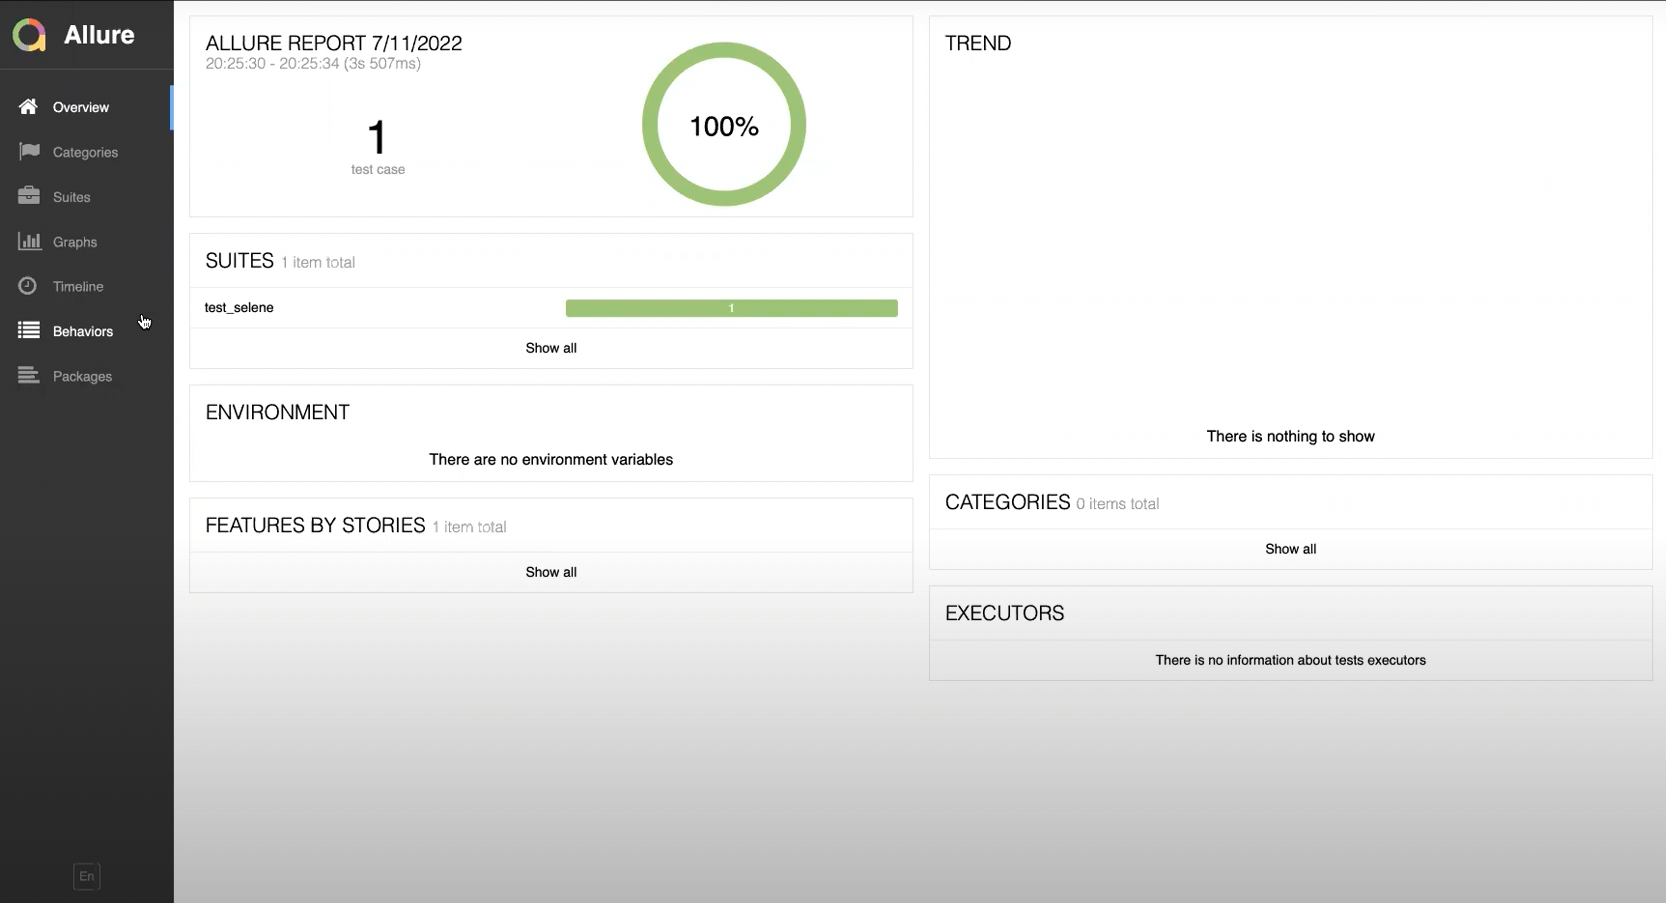 Allure
Overview
Categories
Suites
Graphs
Timeline
Behaviors
Packages
En
ALLURE REPORT 7/11/2022
20:25:30 - 20:25:34 (3s 507ms)
1
test case
100%
SUITES 1 item total
test_selene 1
Show all
ENVIRONMENT
There are no environment variables
FEATURES BY STORIES 1 item total
Show all
TREND
There is nothing to show
CATEGORIES 0 items total
Show all
EXECUTORS
There is no information about tests executors